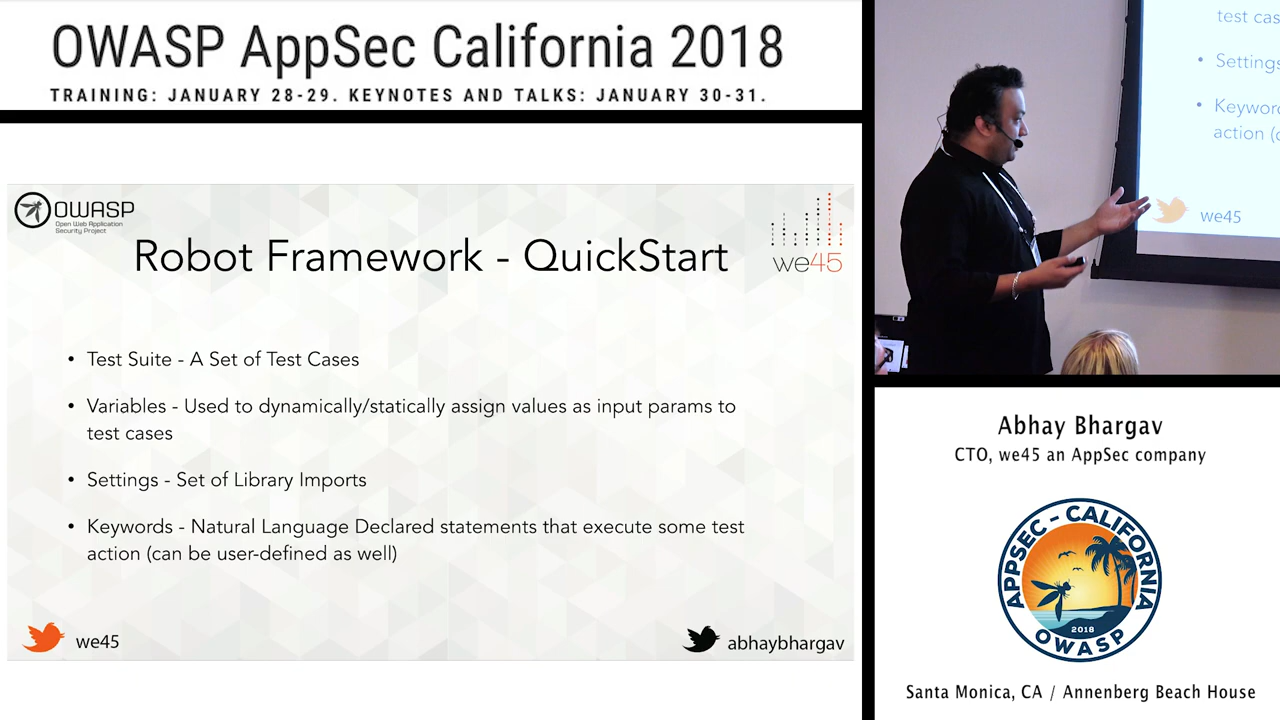 OWASP AppSec California 2018
TRAINING: JANUARY 28-29. KEYNOTES AND TALKS: JANUARY 30-31.
OWASP
Open Web Application
Security Project
we45
Robot Framework - QuickStart
• Test Suite - A Set of Test Cases
• Variables - Used to dynamically/statically assign values as input params to
test cases
• Settings - Set of Library Imports
• Keywords - Natural Language Declared statements that execute some test
action (can be user-defined as well)
we45
abhaybhargav
test cas
• Settings
• Keywor
action (
we45
Abhay Bhargav
CTO, we45 an AppSec company
APPSEC - CALIFORNIA
2018
OWASP
Santa Monica, CA / Annenberg Beach House